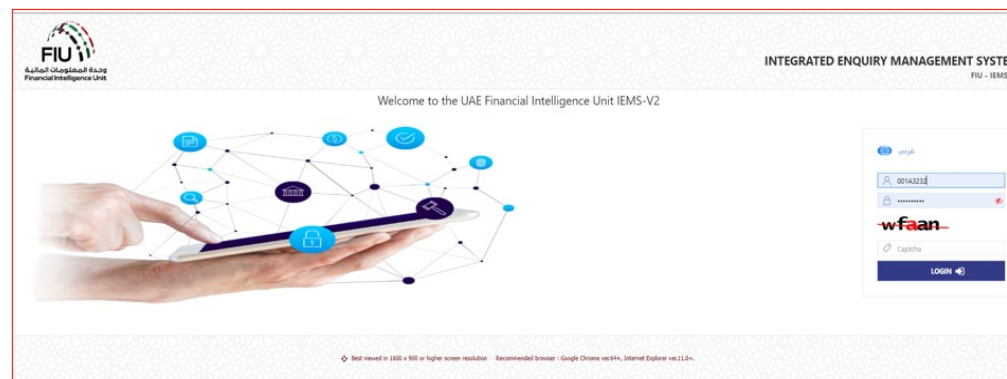 FIU
وحدة المعلومات المالية
Financial Intelligence Unit
INTEGRATED ENQUIRY MANAGEMENT SYSTE
FIU - IEMS
Welcome to the UAE Financial Intelligence Unit IEMS-V2
عربي
001A3232
wfaan
Captcha
LOGIN
Best viewed in 1600 x 900 or higher screen resolution Recommended browser : Google Chrome ver.64+, Internet Explorer ver.11.0+.